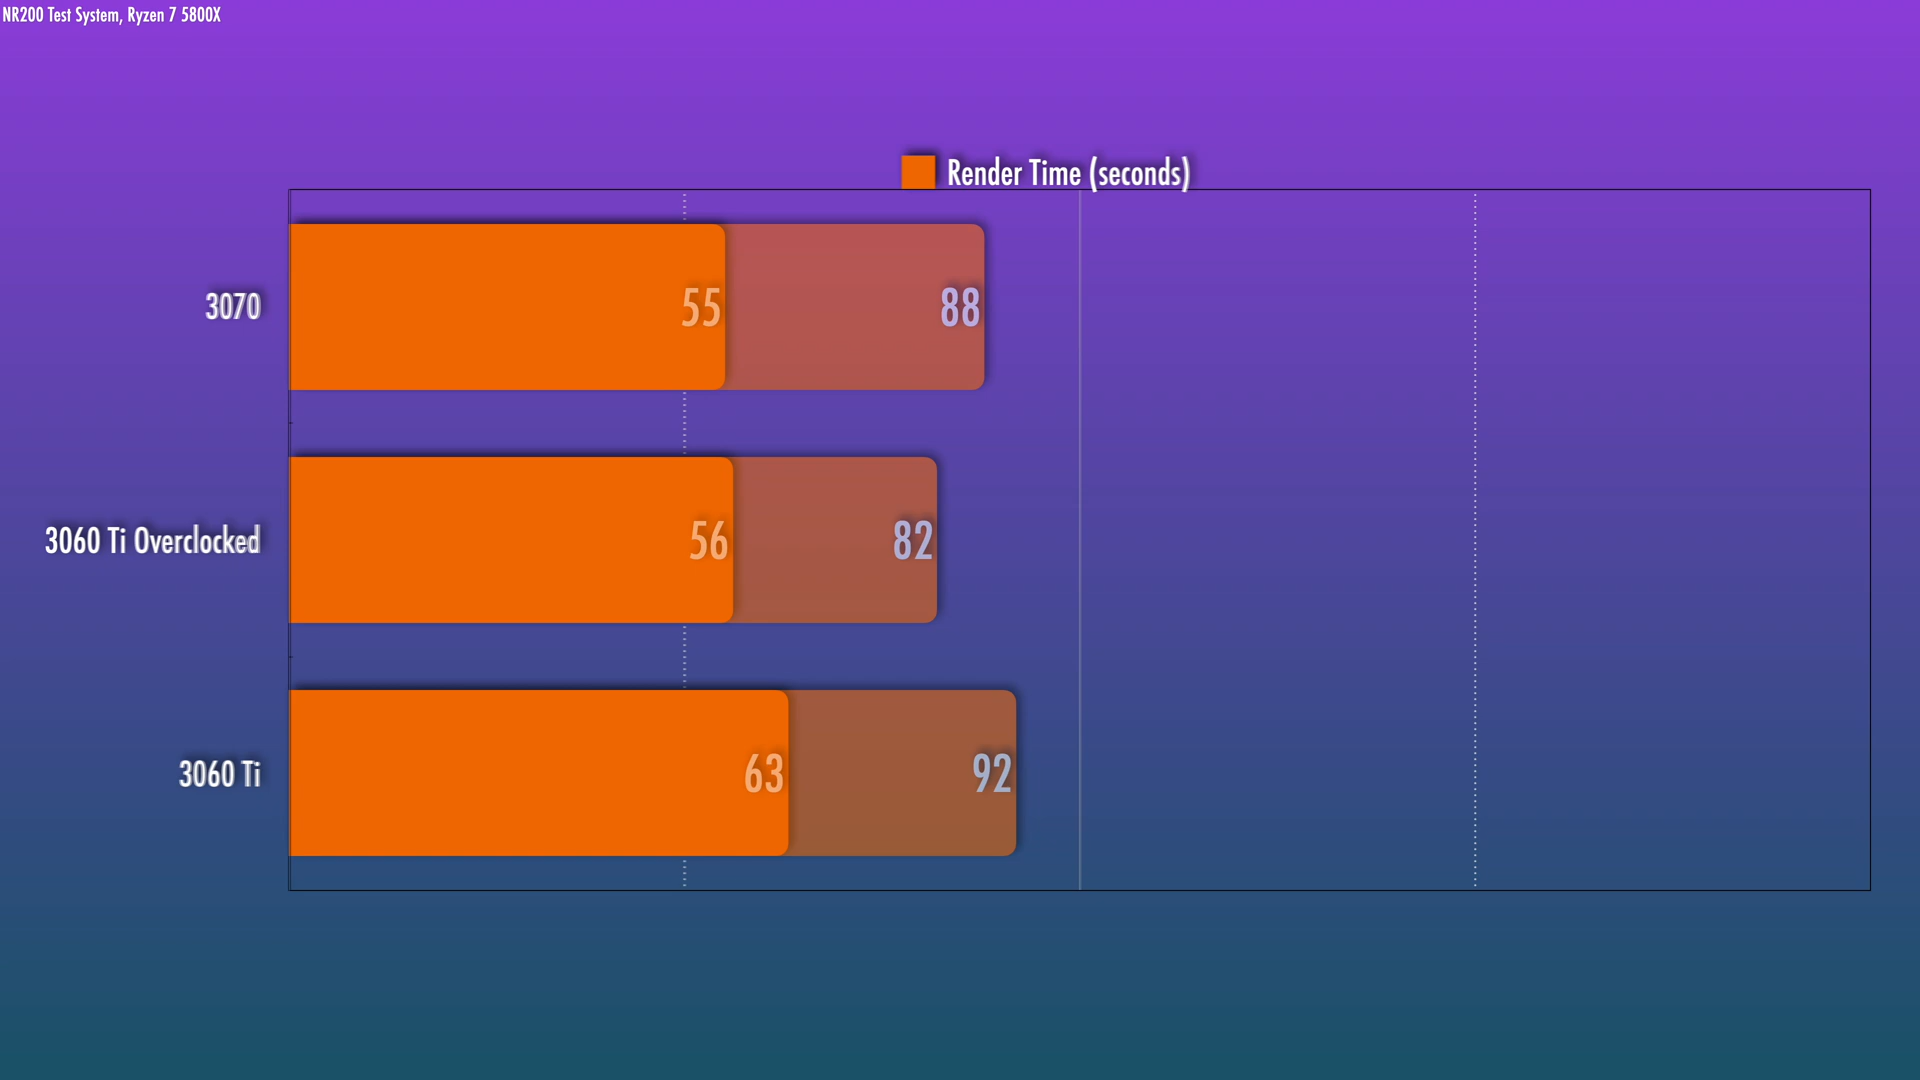 NR200 Test System, Ryzen 7 5800X
Render Time (seconds)
3070
55
88
3060 Ti Overclocked
56
82
3060 Ti
63
92